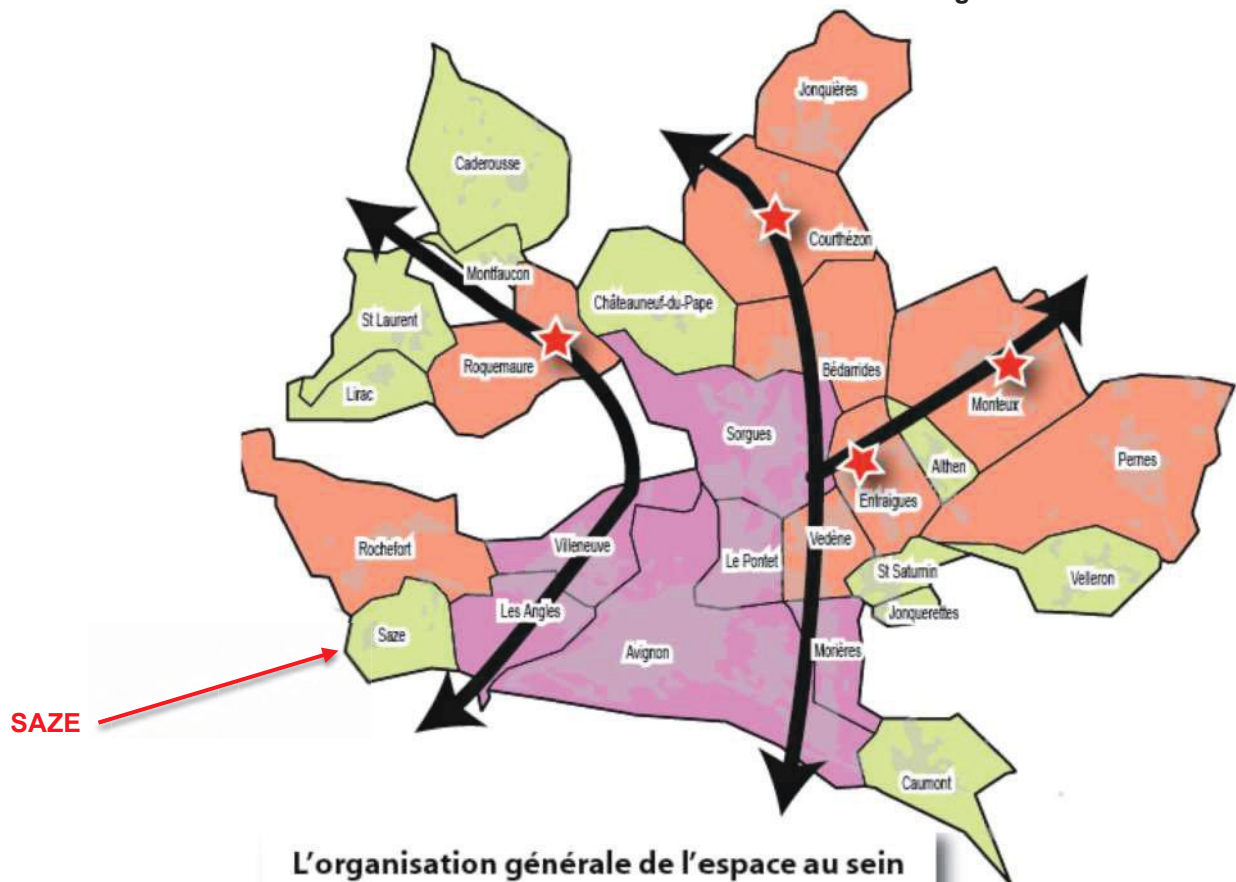 Jonquières
Caderousse
Courthézon
Montfaucon
Châteauneuf-du-Pape
St Laurent
Roquemaure
Bédarrides
Lirac
Monteux
Sorgues
Althen
Pernes
Entraigues
Rochefort
Villeneuve
Le Pontet
Vedène
St Saturnin
Velleron
Les Angles
Jonquerettes
Saze
Avignon
Morières
SAZE
Caumont
L'organisation générale de l'espace au sein